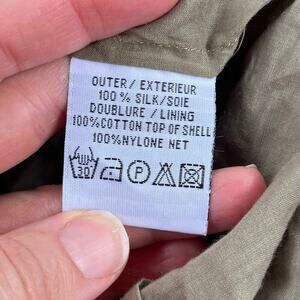 OUTER/ EXTERIEUR
100 % SILK/SOIE
DOUBLURE / LINING
100%COTTON TOP OF SHELL
100%NYLONE NET
30 P